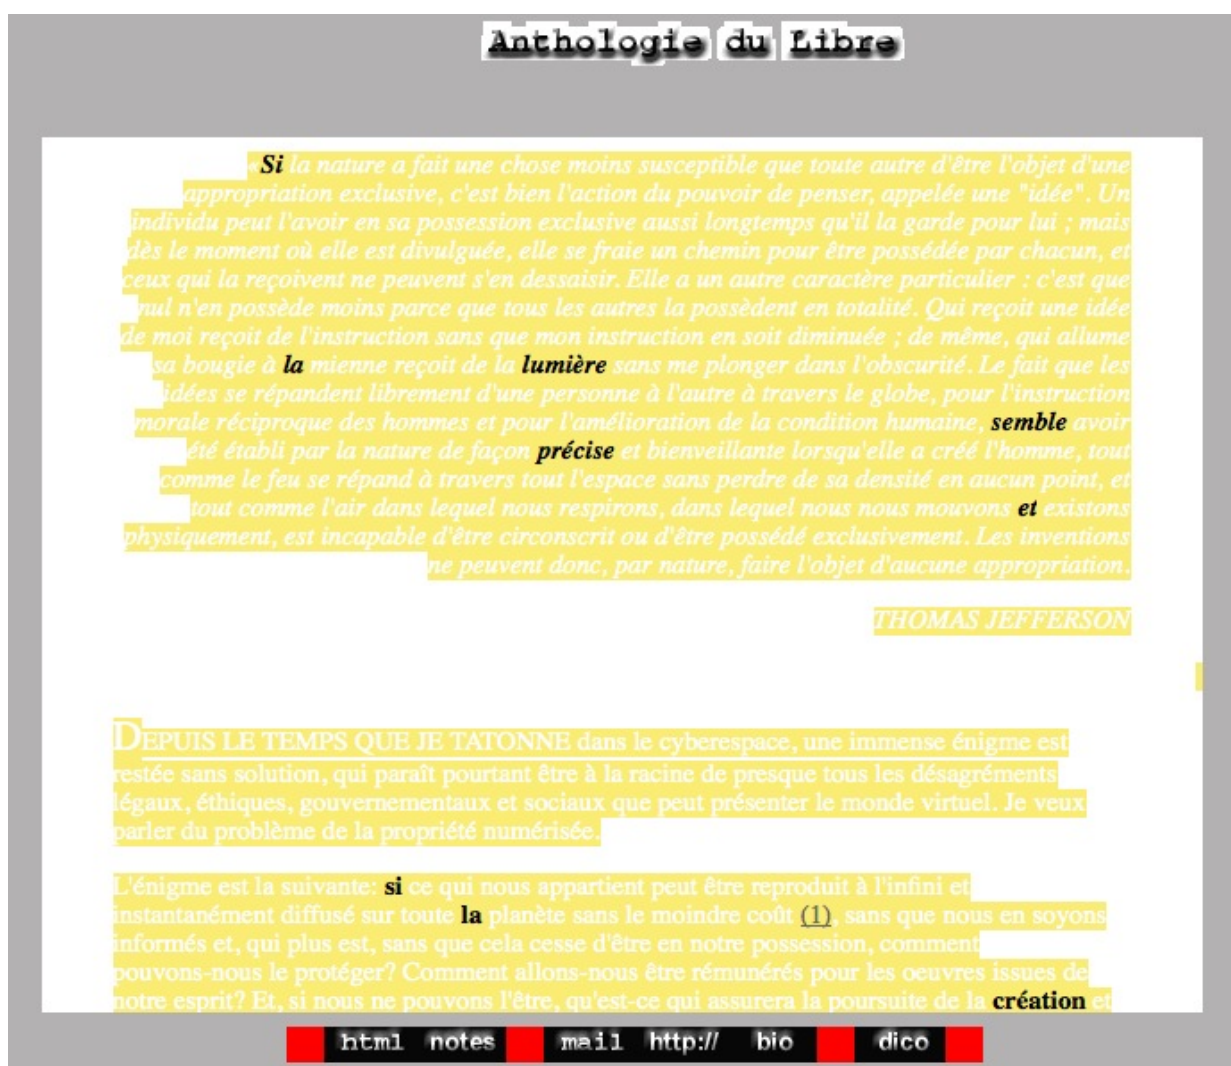 Anthologie du Libre
«Si la nature a fait une chose moins susceptible que toute autre d'être l'objet d'une
appropriation exclusive, c'est bien l'action du pouvoir de penser, appelée une "idée". Un
individu peut l'avoir en sa possession exclusive aussi longtemps qu'il la garde pour lui ; mais
dès le moment où elle est divulguée, elle se fraie un chemin pour être possédée par chacun, et
ceux qui la reçoivent ne peuvent s'en dessaisir. Elle a un autre caractère particulier : c'est que
nul n'en possède moins parce que tous les autres la possèdent en totalité. Qui reçoit une idée
de moi reçoit de l'instruction sans que mon instruction en soit diminuée ; de même, qui allume
sa bougie à la mienne reçoit de la lumière sans me plonger dans l'obscurité. Le fait que les
idées se répandent librement d'une personne à l'autre à travers le globe, pour l'instruction
morale réciproque des hommes et pour l'amélioration de la condition humaine, semble avoir
été établi par la nature de façon précise et bienveillante lorsqu'elle a créé l'homme, tout
comme le feu se répand à travers tout l'espace sans perdre de sa densité en aucun point, et
tout comme l'air dans lequel nous respirons, dans lequel nous nous mouvons et existons
physiquement, est incapable d'être circonscrit ou d'être possédé exclusivement. Les inventions
ne peuvent donc, par nature, faire l'objet d'aucune appropriation.
THOMAS JEFFERSON
DEPUIS LE TEMPS QUE JE TATONNE dans le cyberespace, une immense énigme est
restée sans solution, qui paraît pourtant être à la racine de presque tous les désagréments
légaux, éthiques, gouvernementaux et sociaux que peut présenter le monde virtuel. Je veux
parler du problème de la propriété numérisée.
L'énigme est la suivante: si ce qui nous appartient peut être reproduit à l'infini et
instantanément diffusé sur toute la planète sans le moindre coût (1), sans que nous en soyons
informés et, qui plus est, sans que cela cesse d'être en notre possession, comment
pouvons-nous le protéger? Comment allons-nous être rémunérés pour les oeuvres issues de
notre esprit? Et, si nous ne pouvons l'être, qu'est-ce qui assurera la poursuite de la création et
html notes mail http:// bio dico